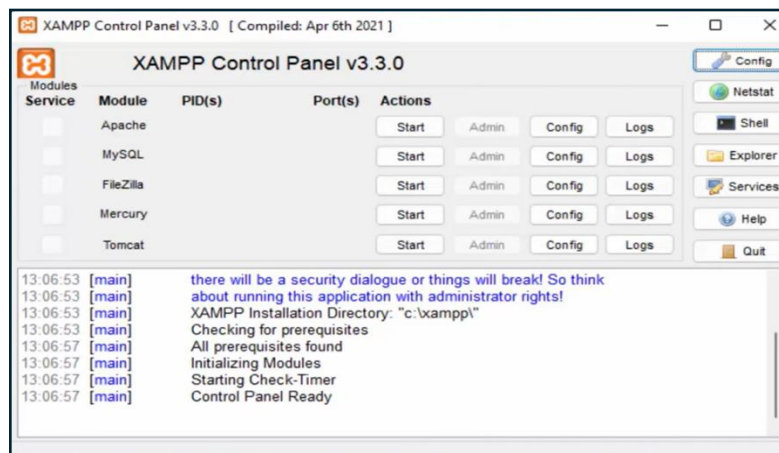 XAMPP Control Panel v3.3.0 [ Compiled: Apr 6th 2021 ]
XAMPP Control Panel v3.3.0
Config
Modules
Service Module PID(s) Port(s) Actions
Netstat
Apache Start Admin Config Logs
Shell
MySQL Start Admin Config Logs
Explorer
FileZilla Start Admin Config Logs
Services
Mercury Start Admin Config Logs
Help
Tomcat Start Admin Config Logs
Quit
13:06:53 [main] there will be a security dialogue or things will break! So think
13:06:53 [main] about running this application with administrator rights!
13:06:53 [main] XAMPP Installation Directory: "c:\xampp\"
13:06:53 [main] Checking for prerequisites
13:06:57 [main] All prerequisites found
13:06:57 [main] Initializing Modules
13:06:57 [main] Starting Check-Timer
13:06:57 [main] Control Panel Ready